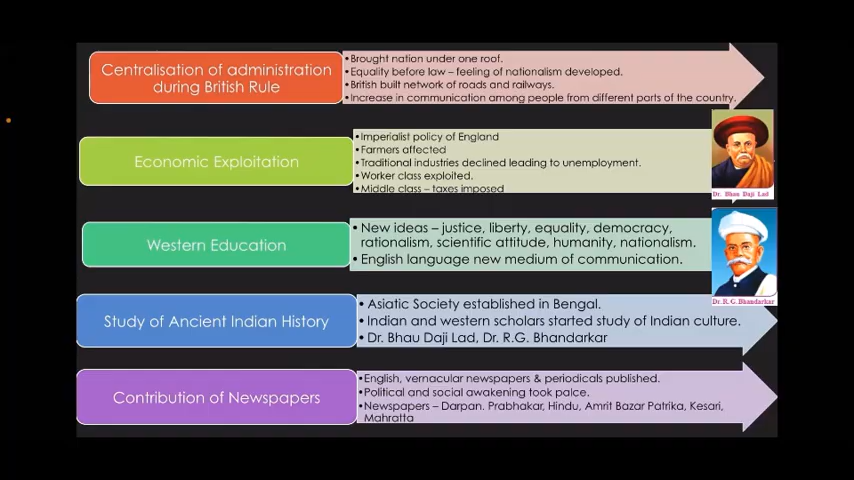 Centralisation of administration
during British Rule
•Brought nation under one roof.
•Equality before law – feeling of nationalism developed.
•British built network of roads and railways.
•Increase in communication among people from different parts of the country.
Economic Exploitation
•Imperialist policy of England
•Farmers affected
•Traditional industries declined leading to unemployment.
•Worker class exploited.
•Middle class – taxes imposed
Dr. Bhau Daji Lad
Western Education
• New ideas – justice, liberty, equality, democracy,
rationalism, scientific attitude, humanity, nationalism.
• English language new medium of communication.
Dr. R. G. Bhandarkar
Study of Ancient Indian History
• Asiatic Society established in Bengal.
• Indian and western scholars started study of Indian culture.
• Dr. Bhau Daji Lad, Dr. R.G. Bhandarkar
Contribution of Newspapers
•English, vernacular newspapers & periodicals published.
•Political and social awakening took palce.
•Newspapers – Darpan. Prabhakar, Hindu, Amrit Bazar Patrika, Kesari,
Mahratta